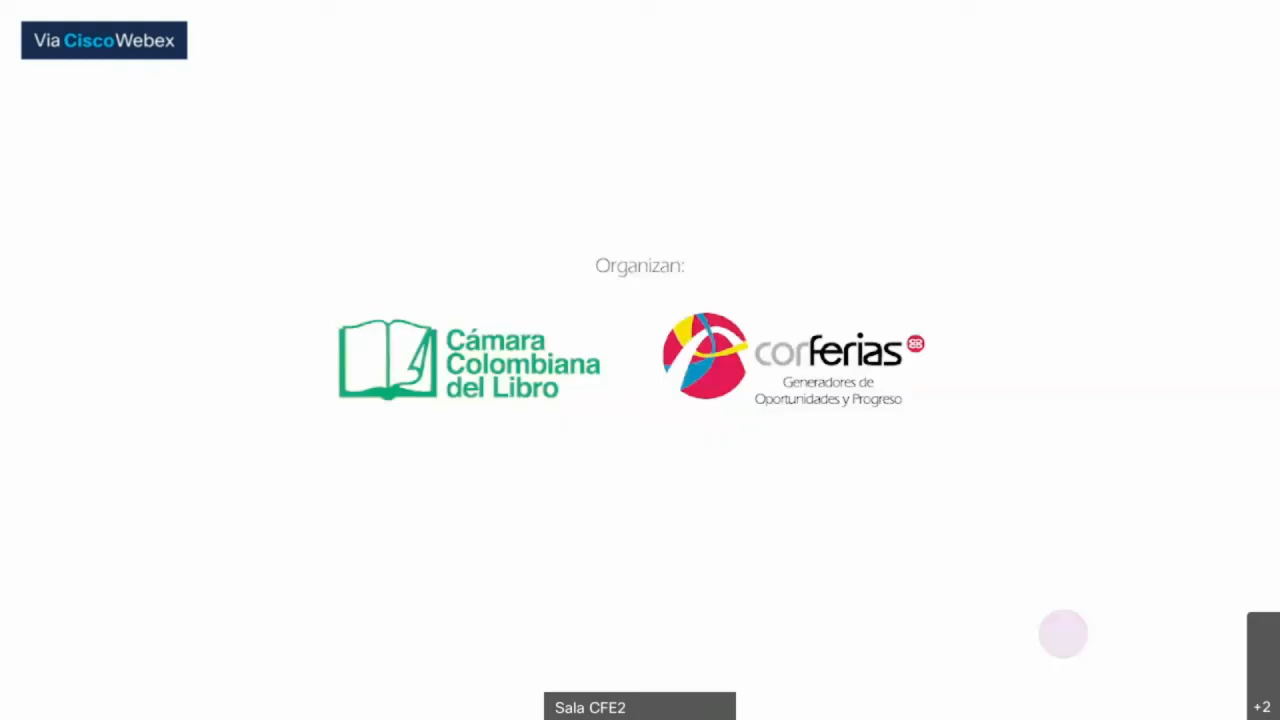 Via CiscoWebex
Organizan:
Cámara
Colombiana
del Libro
corferias
Generadores de
Oportunidades y Progreso
Sala CFE2
+2